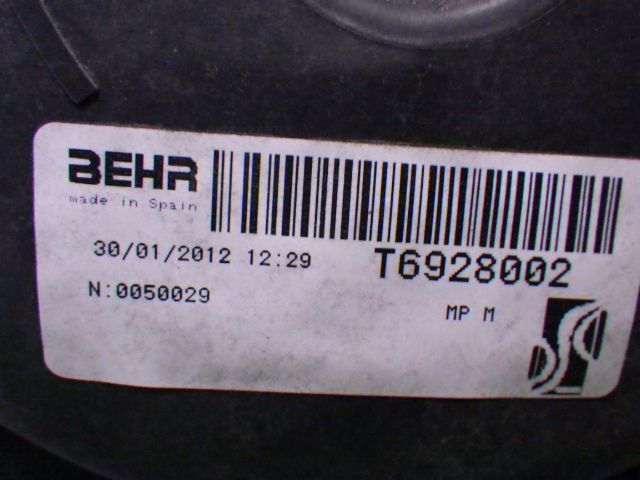 BEHR
made in Spain
30/01/2012 12:29
T6928002
N:0050029
MP M